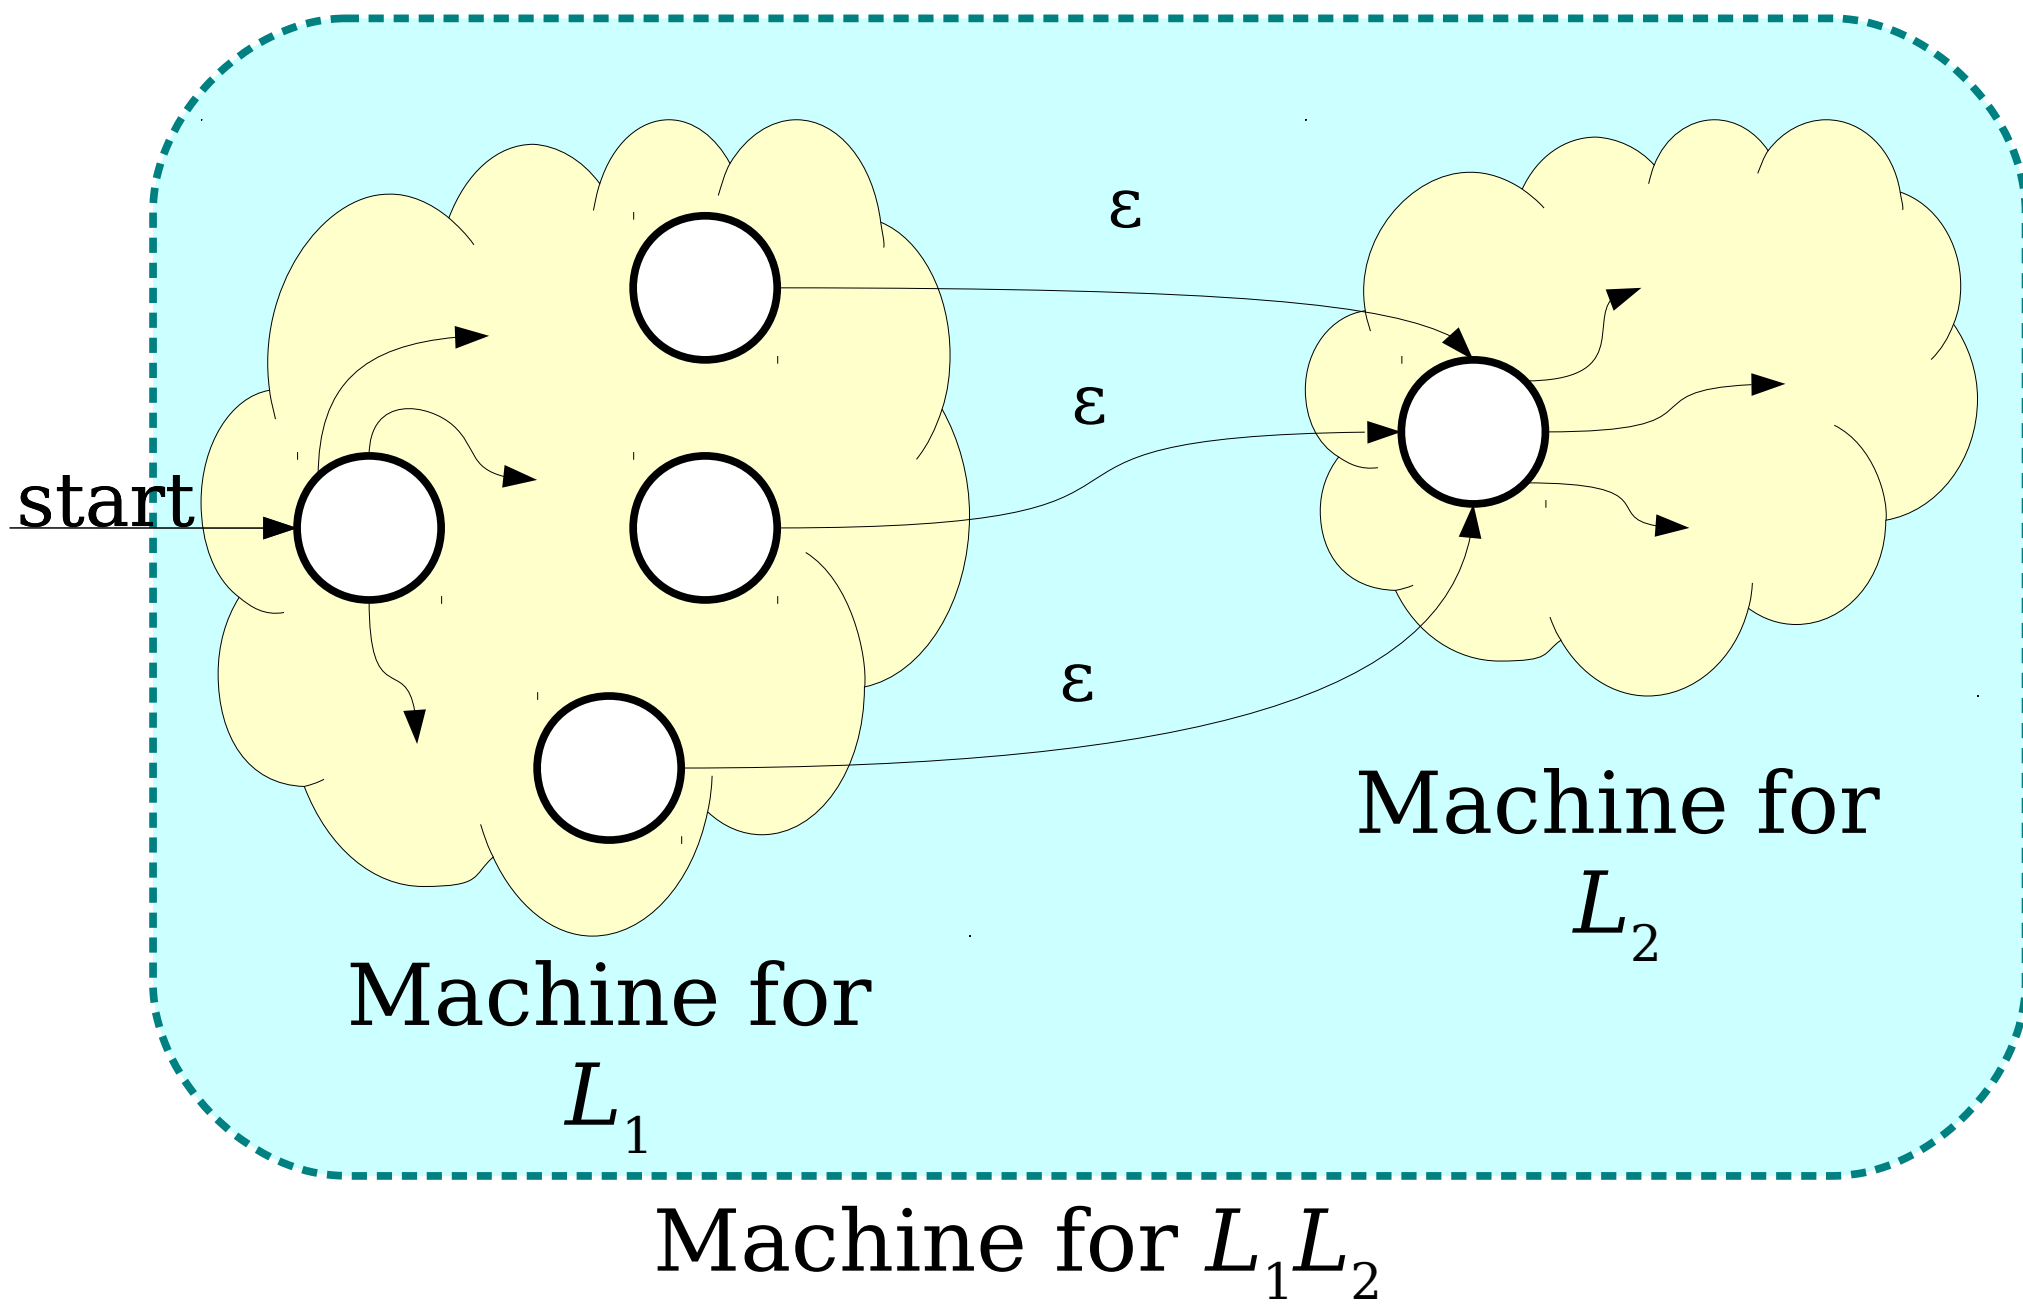 ε
ε
start
ε
Machine for
L₂
Machine for
L₁
Machine for L₁L₂